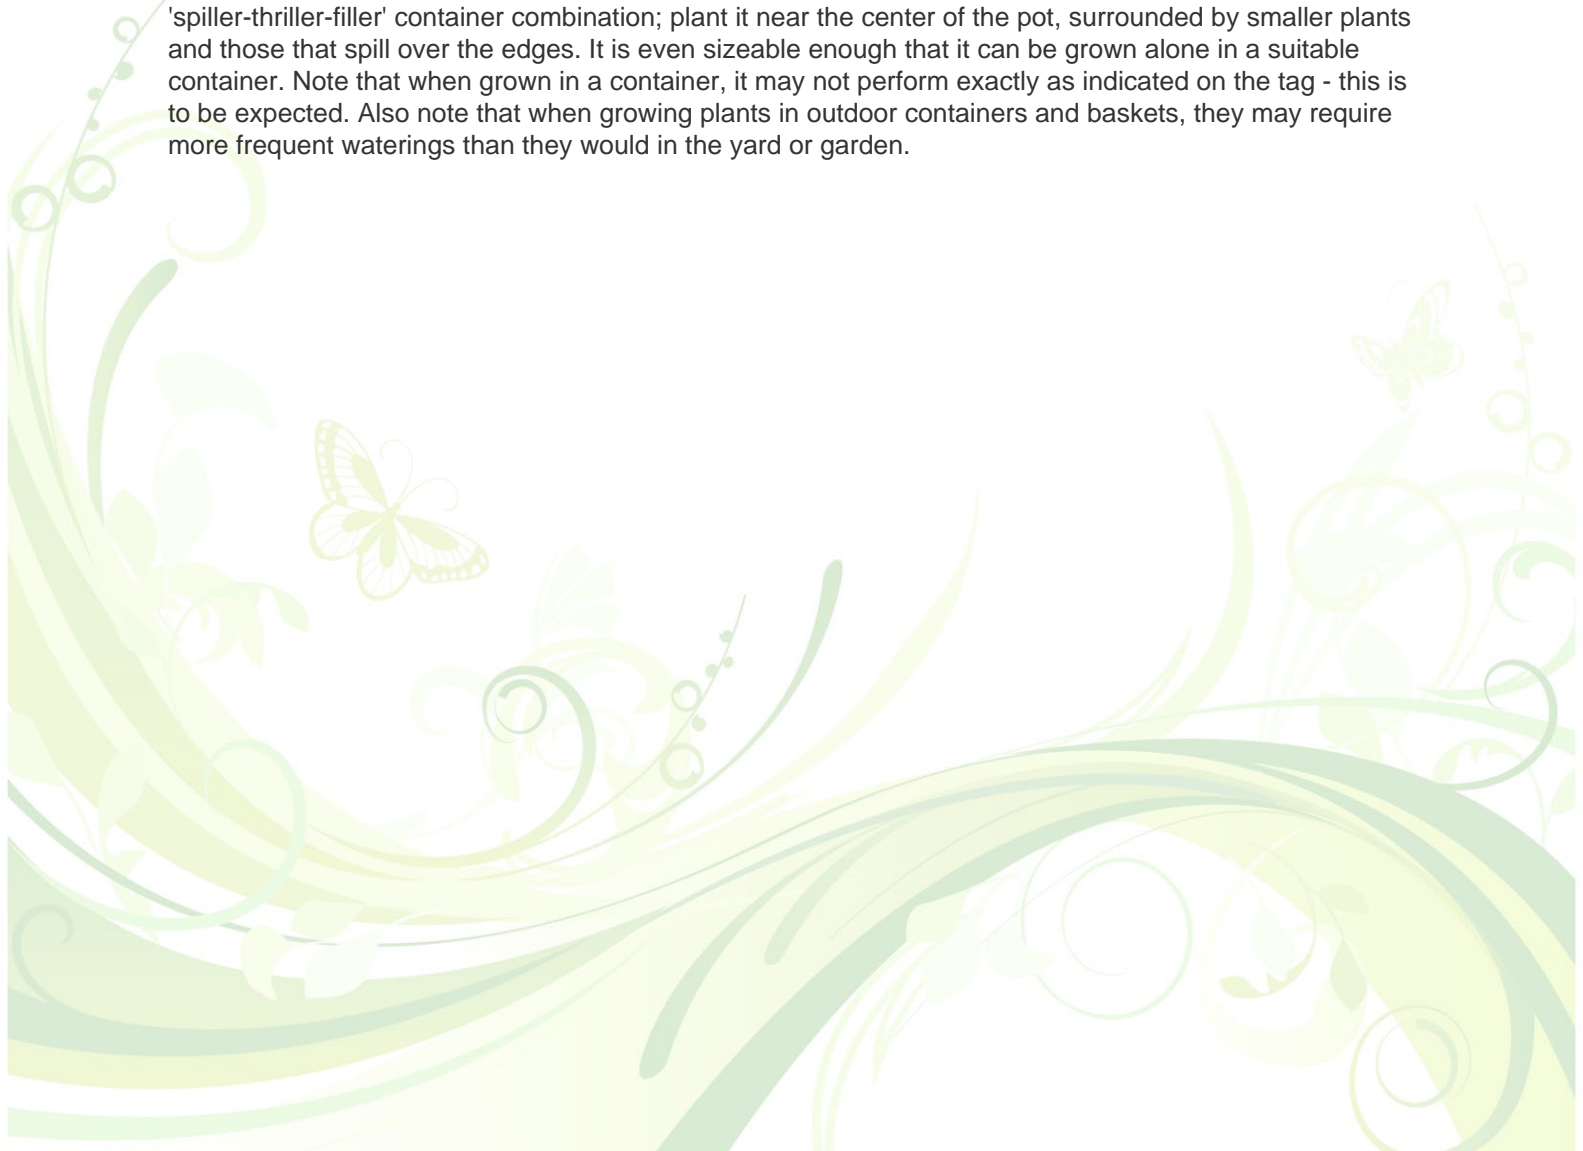 'spiller-thriller-filler' container combination; plant it near the center of the pot, surrounded by smaller plants
and those that spill over the edges. It is even sizeable enough that it can be grown alone in a suitable
container. Note that when grown in a container, it may not perform exactly as indicated on the tag - this is
to be expected. Also note that when growing plants in outdoor containers and baskets, they may require
more frequent waterings than they would in the yard or garden.